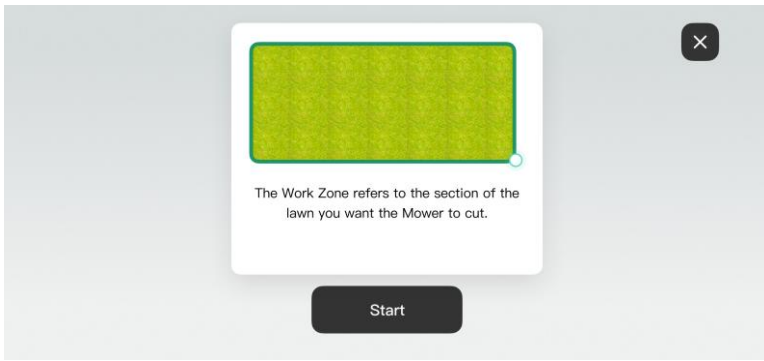 The Work Zone refers to the section of the
lawn you want the Mower to cut.
Start